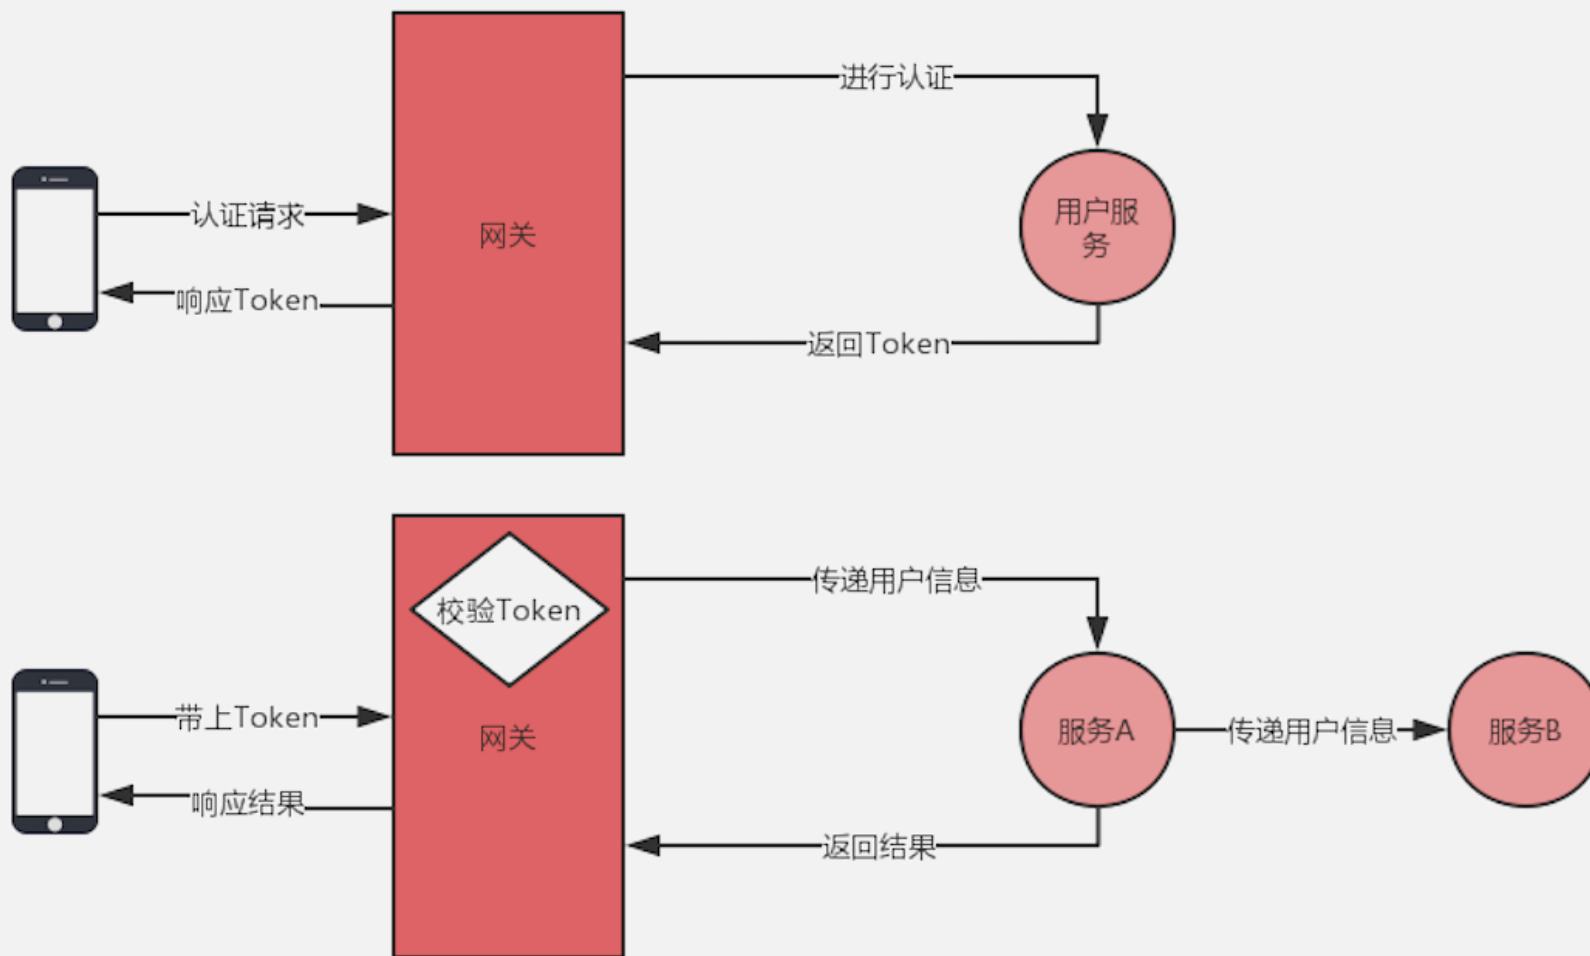 进行认证
认证请求
网关
用户服
务
响应Token
返回Token
校验Token
传递用户信息
带上Token
网关
服务A
传递用户信息
服务B
响应结果
返回结果